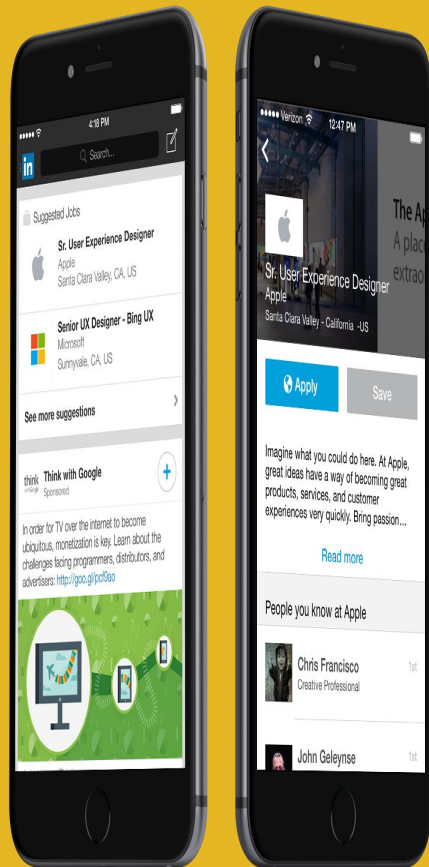 4:18 PM
in
Search...
Suggested Jobs
Sr. User Experience Designer
Apple
Santa Clara Valley, CA, US
Senior UX Designer - Bing UX
Microsoft
Sunnyvale, CA, US
See more suggestions
think
Think with Google
Sponsored
In order for TV over the internet to become
ubiquitous, monetization is key. Learn about the
challenges facing programmers, distributors, and
advertisers: http://goo.gl/pcf9ao
Verizon
12:47 PM
The Ap
A place
extrao
Sr. User Experience Designer
Apple
Santa Clara Valley - California -US
Apply
Save
Imagine what you could do here. At Apple,
great ideas have a way of becoming great
products, services, and customer
experiences very quickly. Bring passion...
Read more
People you know at Apple
Chris Francisco
1st
Creative Professional
John Geleynse
1st